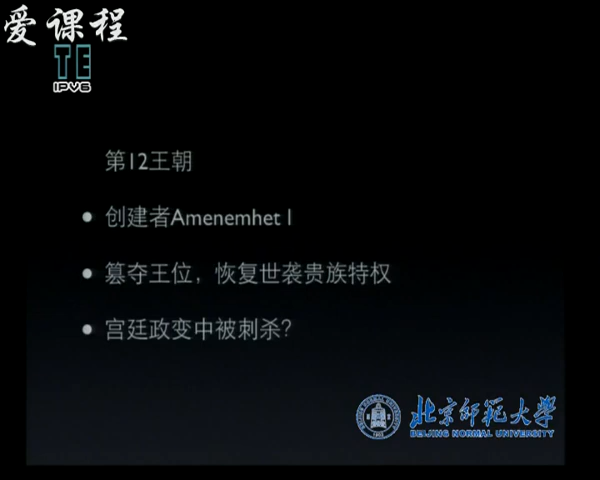 爱课程
TE
IPV6
第12王朝
创建者Amenemhet I
篡夺王位，恢复世袭贵族特权
宫廷政变中被刺杀？
北京师范大学
BEIJING NORMAL UNIVERSITY